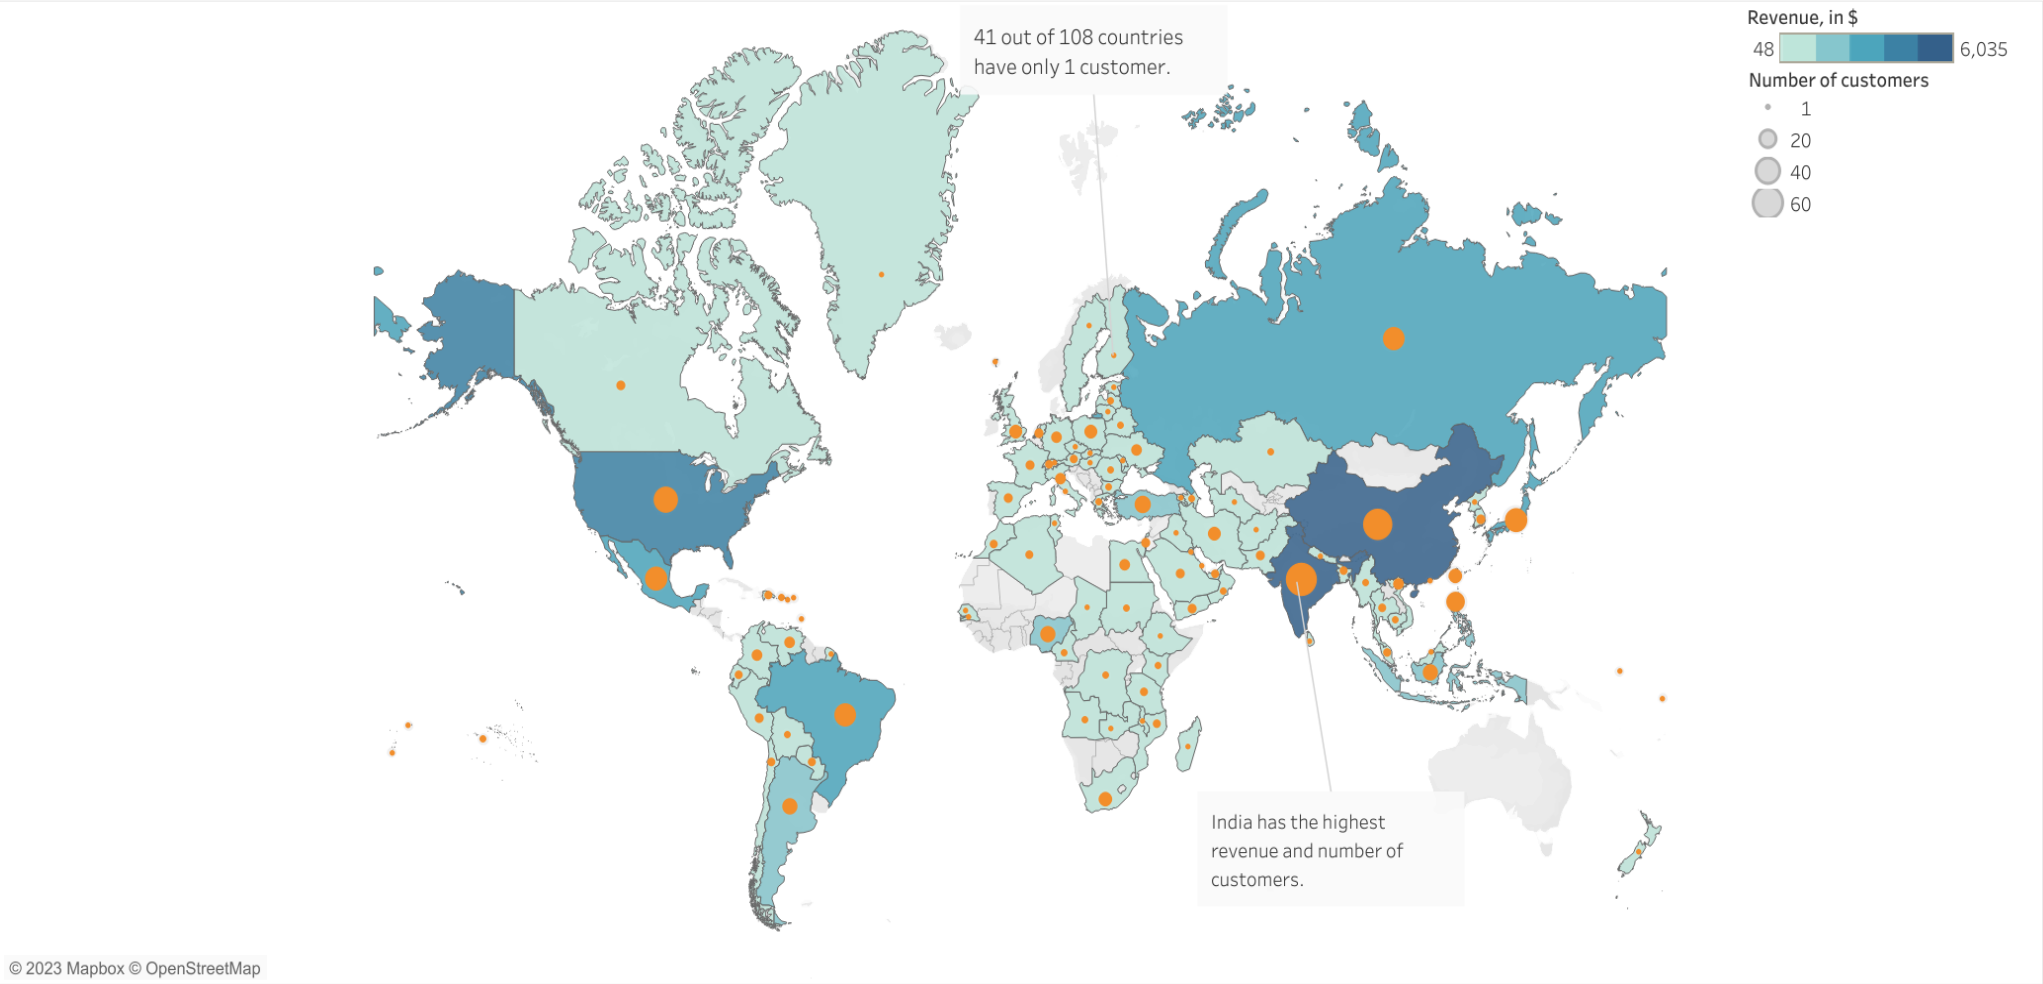 41 out of 108 countries
have only 1 customer.
Revenue, in $
48 6,035
Number of customers
1
20
40
60
India has the highest
revenue and number of
customers.
© 2023 Mapbox © OpenStreetMap